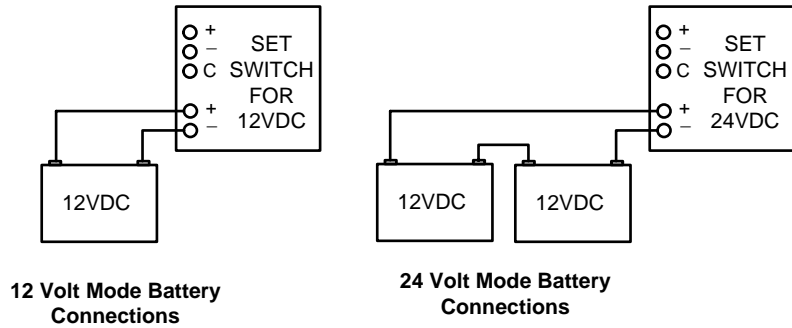 +
–
C
+
–
SET
SWITCH
FOR
12VDC
12VDC
12 Volt Mode Battery
Connections
+
–
C
+
–
SET
SWITCH
FOR
24VDC
12VDC
12VDC
24 Volt Mode Battery
Connections